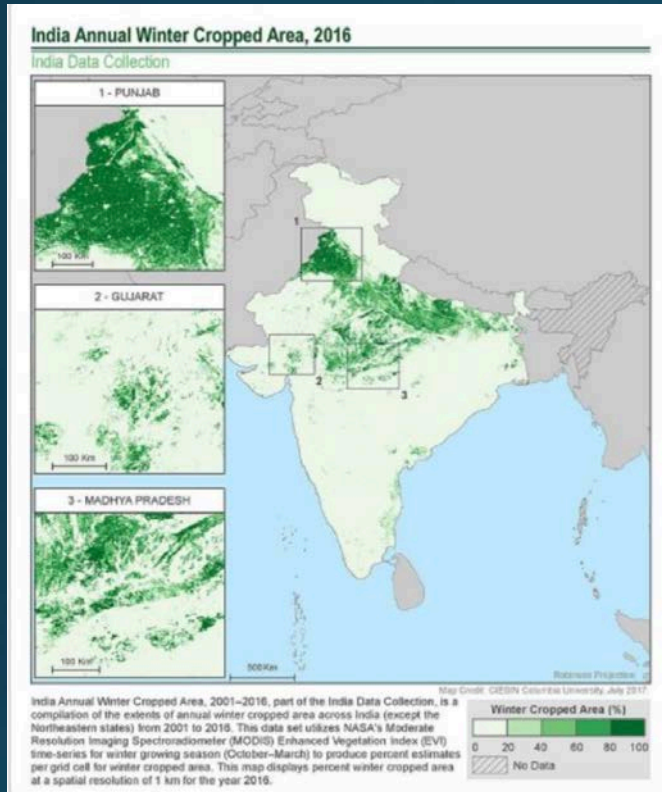 India Annual Winter Cropped Area, 2016
India Data Collection
1 - PUNJAB
100 Km
2 - GUJARAT
100 Km
3 - MADHYA PRADESH
100 Km
1
2
3
500 Km
Robinson Projection
Map Credit: CIESIN Columbia University, July 2017.
India Annual Winter Cropped Area, 2001–2016, part of the India Data Collection, is a
compilation of the extents of annual winter cropped area across India (except the
Northeastern states) from 2001 to 2016. This data set utilizes NASA's Moderate
Resolution Imaging Spectroradiometer (MODIS) Enhanced Vegetation Index (EVI)
time-series for winter growing season (October–March) to produce percent estimates
per grid cell for winter cropped area. This map displays percent winter cropped area
at a spatial resolution of 1 km for the year 2016.
Winter Cropped Area (%)
0 20 40 60 80 100
No Data